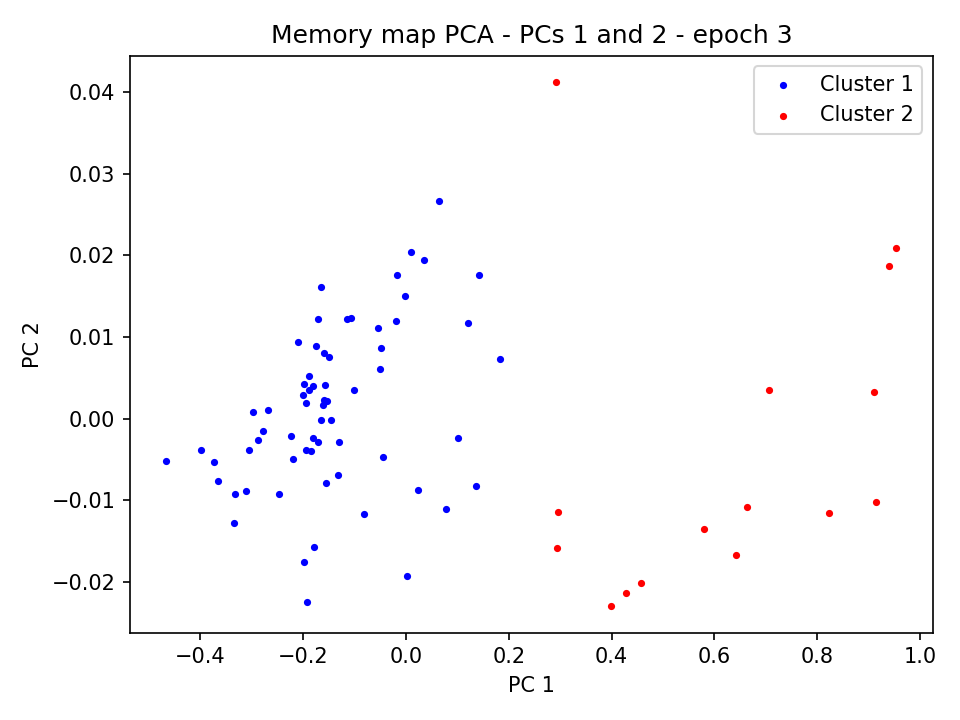 Memory map PCA - PCs 1 and 2 - epoch 3
Cluster 1
Cluster 2
PC 2
0.04
0.03
0.02
0.01
0.00
−0.01
−0.02
−0.4 −0.2 0.0 0.2 0.4 0.6 0.8 1.0
PC 1